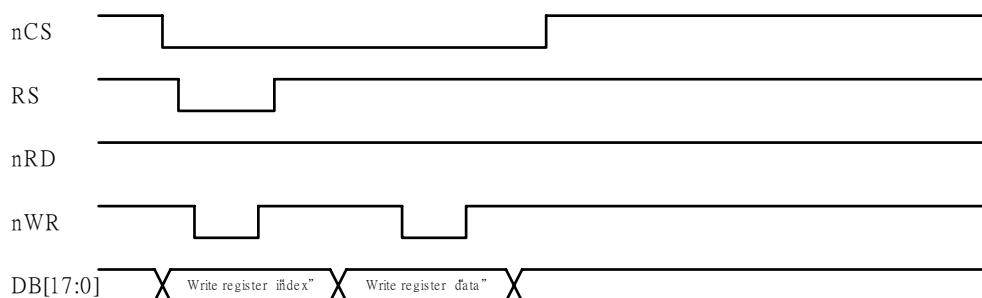 nCS
RS
nRD
nWR
DB[17:0] Write register "index" Write register "data"